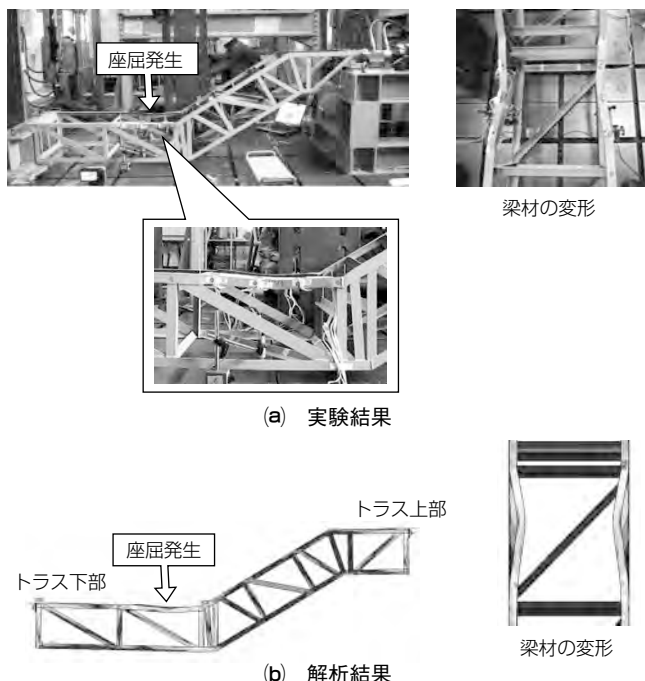 座屈発生
梁材の変形
(a) 実験結果
トラス上部
座屈発生
トラス下部
梁材の変形
(b) 解析結果